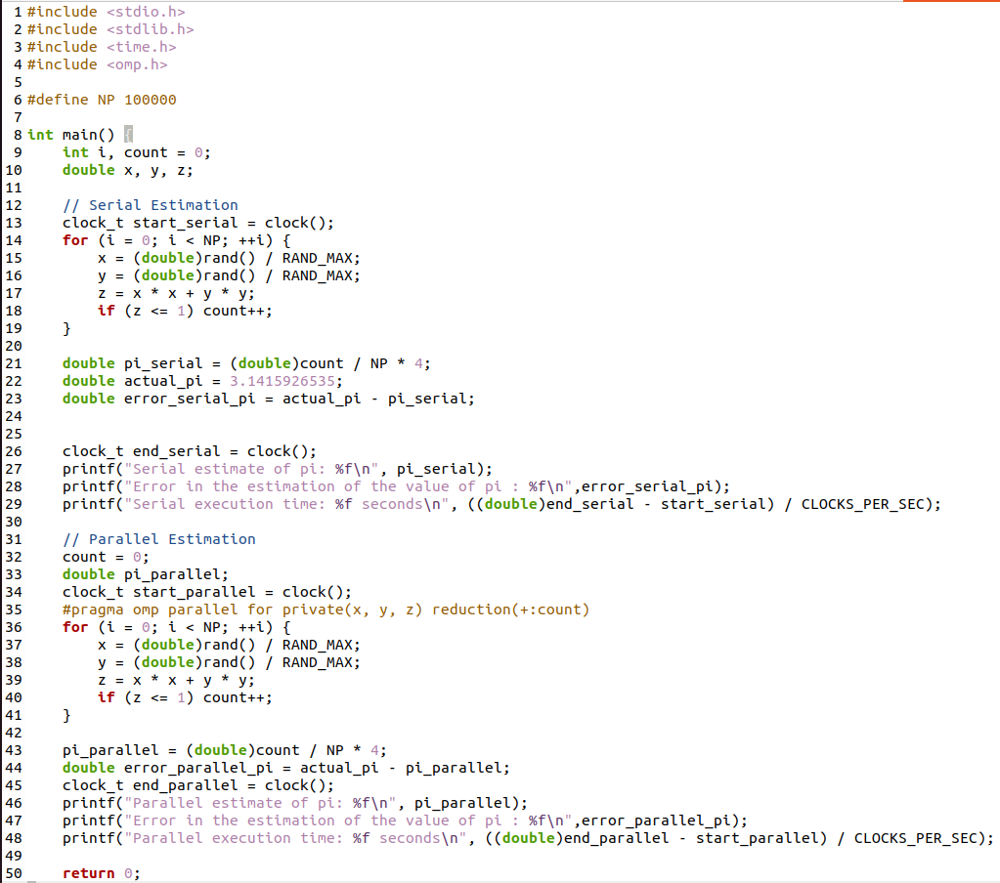 1 #include <stdio.h>
2 #include <stdlib.h>
3 #include <time.h>
4 #include <omp.h>
5
6 #define NP 100000
7
8 int main() {
9     int i, count = 0;
10     double x, y, z;
11
12     // Serial Estimation
13     clock_t start_serial = clock();
14     for (i = 0; i < NP; ++i) {
15         x = (double)rand() / RAND_MAX;
16         y = (double)rand() / RAND_MAX;
17         z = x * x + y * y;
18         if (z <= 1) count++;
19     }
20
21     double pi_serial = (double)count / NP * 4;
22     double actual_pi = 3.1415926535;
23     double error_serial_pi = actual_pi - pi_serial;
24
25
26     clock_t end_serial = clock();
27     printf("Serial estimate of pi: %f\n", pi_serial);
28     printf("Error in the estimation of the value of pi : %f\n",error_serial_pi);
29     printf("Serial execution time: %f seconds\n", ((double)end_serial - start_serial) / CLOCKS_PER_SEC);
30
31     // Parallel Estimation
32     count = 0;
33     double pi_parallel;
34     clock_t start_parallel = clock();
35     #pragma omp parallel for private(x, y, z) reduction(+:count)
36     for (i = 0; i < NP; ++i) {
37         x = (double)rand() / RAND_MAX;
38         y = (double)rand() / RAND_MAX;
39         z = x * x + y * y;
40         if (z <= 1) count++;
41     }
42
43     pi_parallel = (double)count / NP * 4;
44     double error_parallel_pi = actual_pi - pi_parallel;
45     clock_t end_parallel = clock();
46     printf("Parallel estimate of pi: %f\n", pi_parallel);
47     printf("Error in the estimation of the value of pi : %f\n",error_parallel_pi);
48     printf("Parallel execution time: %f seconds\n", ((double)end_parallel - start_parallel) / CLOCKS_PER_SEC);
49
50     return 0;